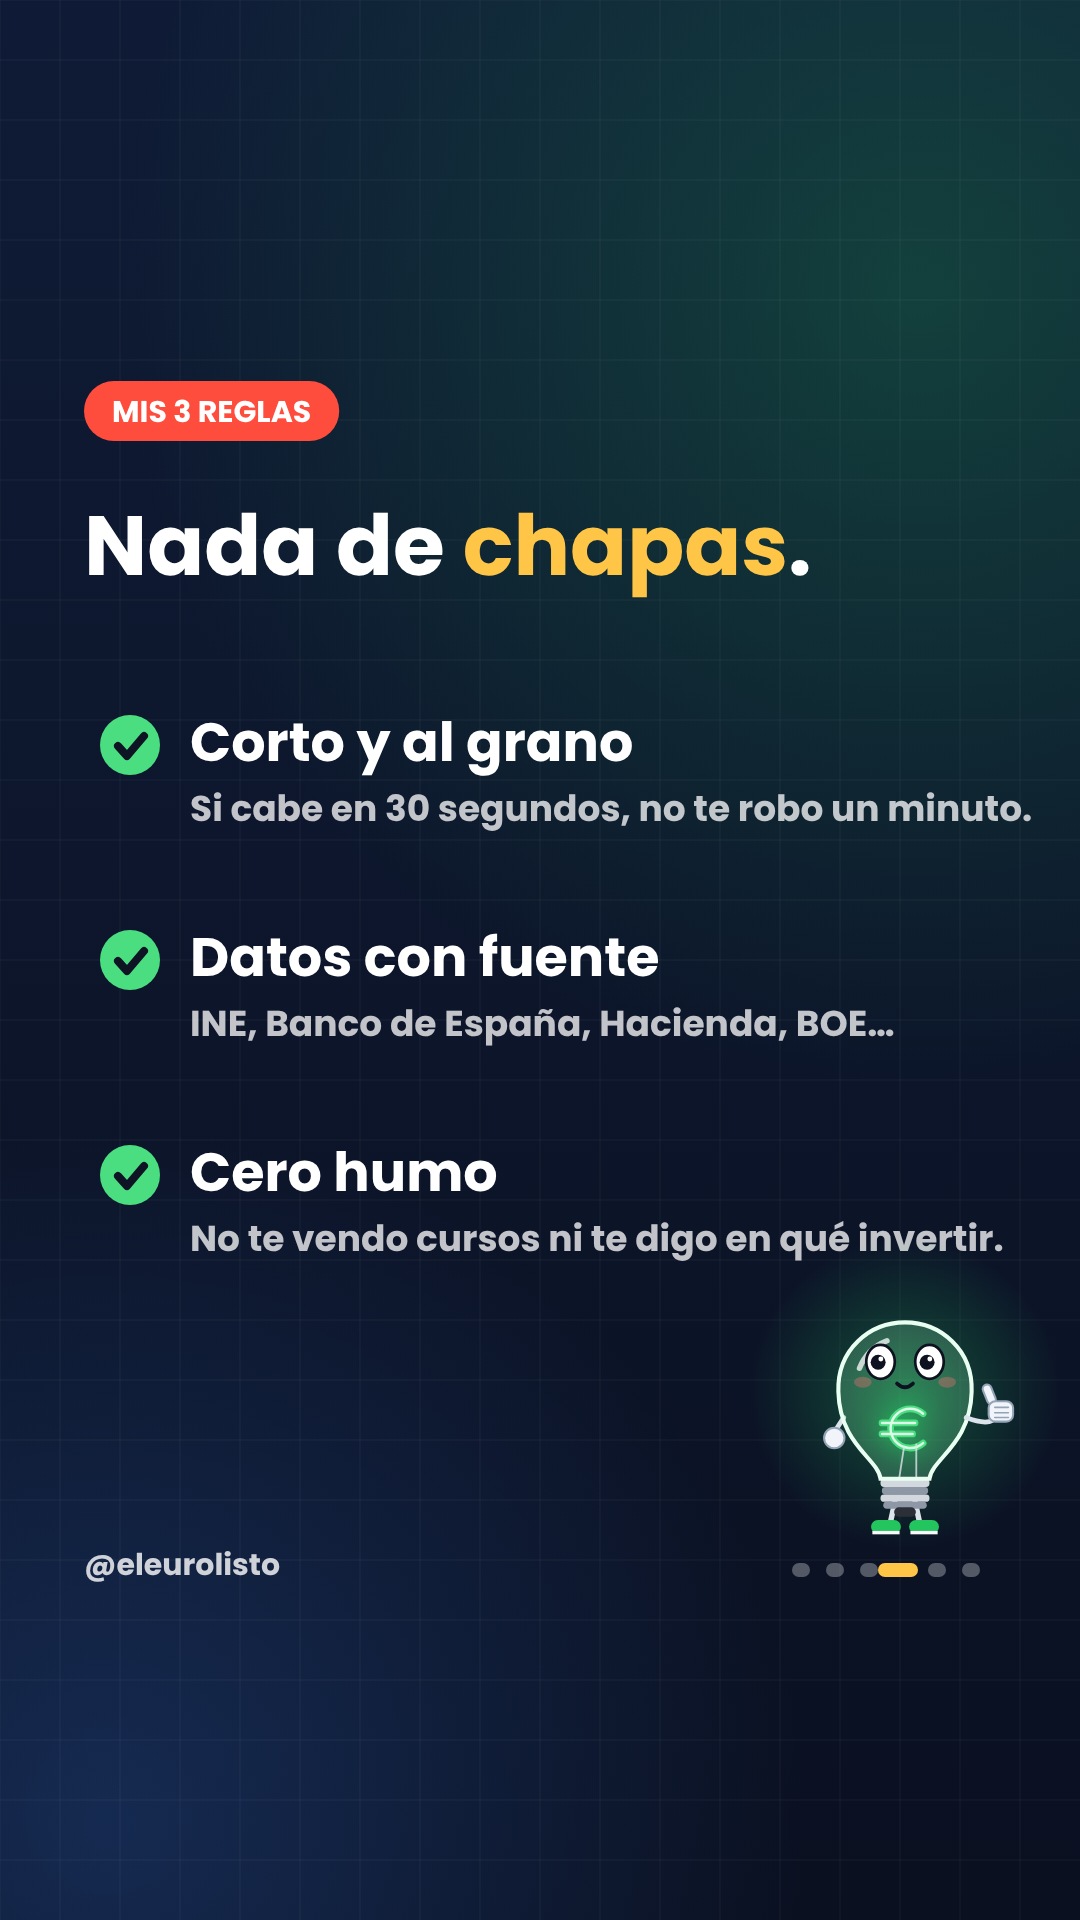 MIS 3 REGLAS
Nada de chapas.
Corto y al grano
Si cabe en 30 segundos, no te robo un minuto.
Datos con fuente
INE, Banco de España, Hacienda, BOE...
Cero humo
No te vendo cursos ni te digo en qué invertir.
€
@eleurolisto